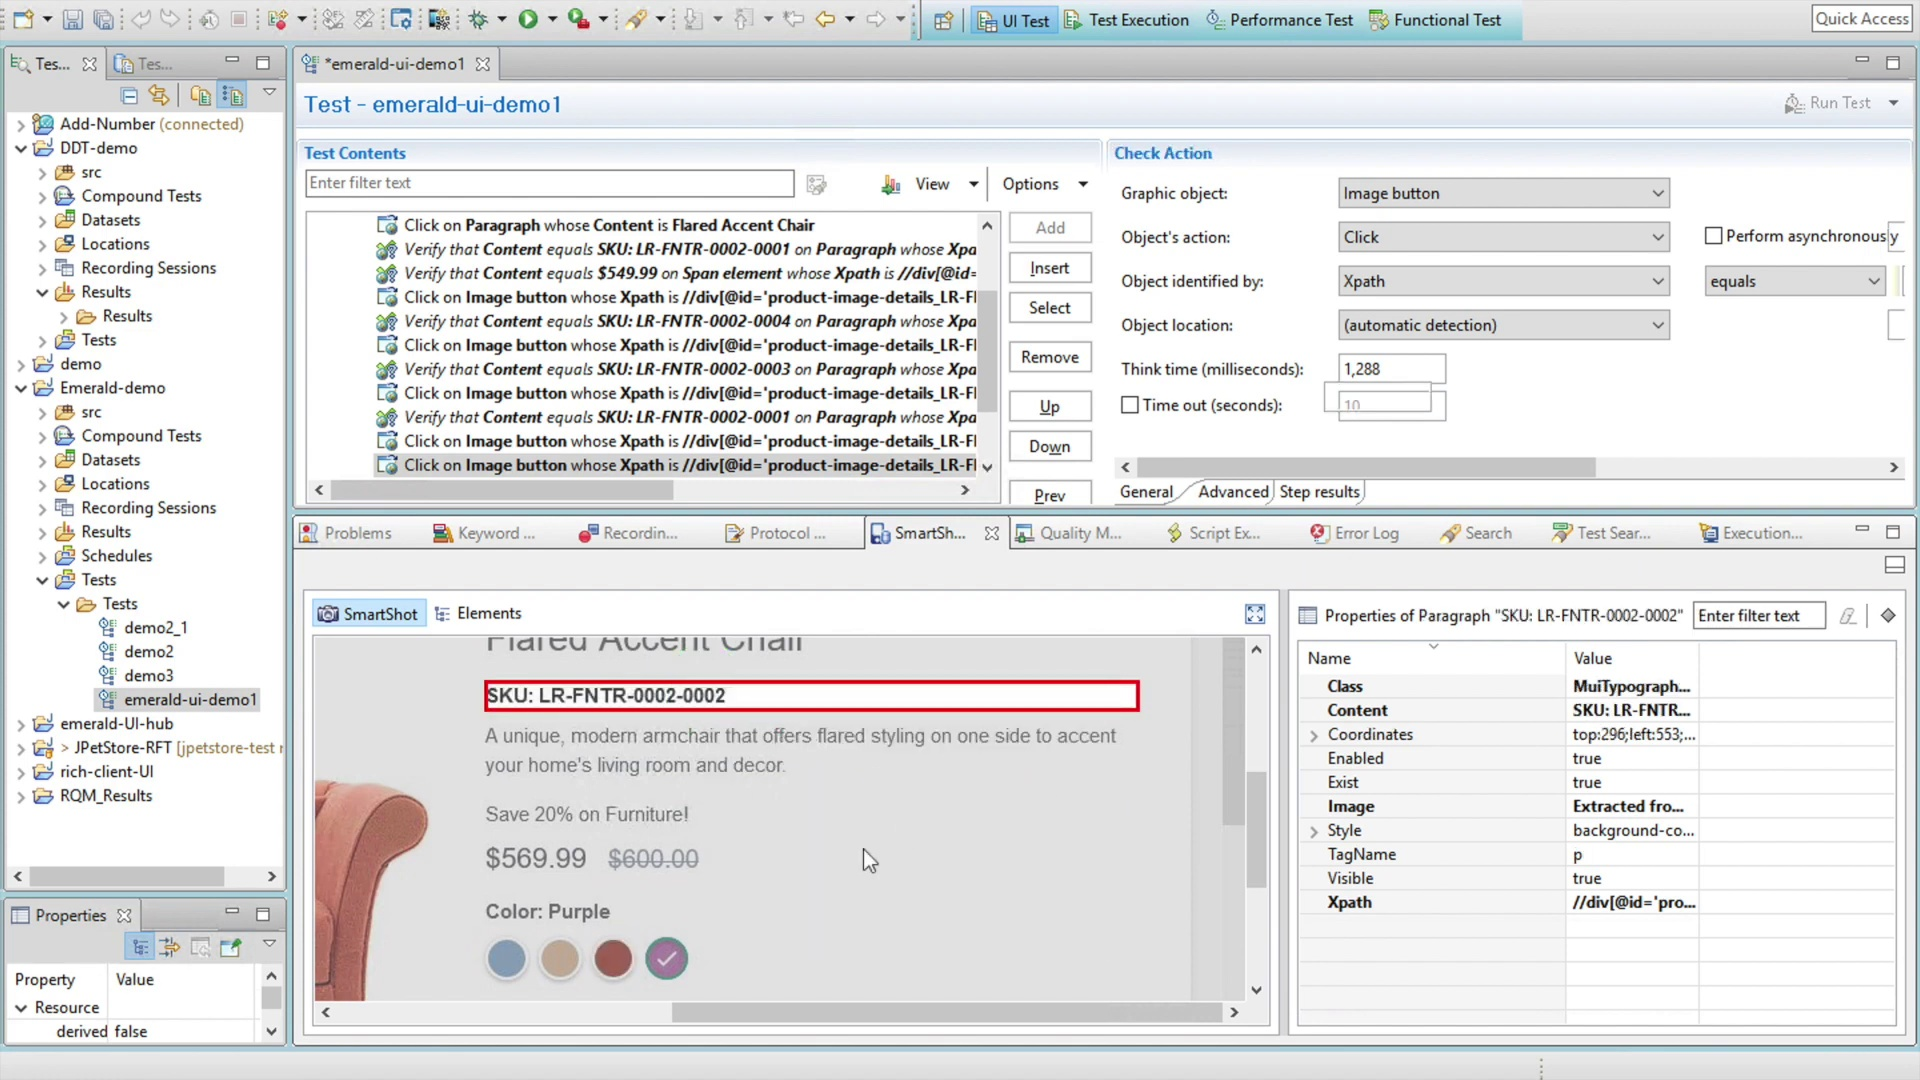 UI Test
Test Execution
Performance Test
Functional Test
Quick Access
Tes...
Tes...
Add-Number (connected)
DDT-demo
src
Compound Tests
Datasets
Locations
Recording Sessions
Results
Results
Tests
demo
Emerald-demo
src
Compound Tests
Datasets
Locations
Recording Sessions
Results
Schedules
Tests
Tests
demo2_1
demo2
demo3
emerald-ui-demo1
emerald-UI-hub
> JPetStore-RFT [jpetstore-test r
rich-client-UI
RQM_Results
Properties
Property Value
Resource
derived false
*emerald-ui-demo1
Test - emerald-ui-demo1
Run Test
Test Contents
Enter filter text
View
Options
Click on Paragraph whose Content is Flared Accent Chair
Verify that Content equals SKU: LR-FNTR-0002-0001 on Paragraph whose Xpa
Verify that Content equals $549.99 on Span element whose Xpath is //div[@id=
Click on Image button whose Xpath is //div[@id='product-image-details_LR-F
Verify that Content equals SKU: LR-FNTR-0002-0004 on Paragraph whose Xpa
Click on Image button whose Xpath is //div[@id='product-image-details_LR-F
Verify that Content equals SKU: LR-FNTR-0002-0003 on Paragraph whose Xpa
Click on Image button whose Xpath is //div[@id='product-image-details_LR-F
Verify that Content equals SKU: LR-FNTR-0002-0001 on Paragraph whose Xpa
Click on Image button whose Xpath is //div[@id='product-image-details_LR-F
Click on Image button whose Xpath is //div[@id='product-image-details_LR-F
Add
Insert
Select
Remove
Up
Down
Prev
Check Action
Graphic object: Image button
Object's action: Click
Perform asynchronousy
Object identified by: Xpath
equals
Object location: (automatic detection)
Think time (milliseconds): 1,288
Time out (seconds): 10
General
Advanced
Step results
Problems
Keyword ...
Recordin...
Protocol ...
SmartSh...
Quality M...
Script Ex...
Error Log
Search
Test Sear...
Execution...
SmartShot
Elements
Flared Accent Chair
SKU: LR-FNTR-0002-0002
A unique, modern armchair that offers flared styling on one side to accent
your home's living room and decor.
Save 20% on Furniture!
$569.99 $600.00
Color: Purple
Properties of Paragraph "SKU: LR-FNTR-0002-0002"
Enter filter text
Name Value
Class MuiTypograph...
Content SKU: LR-FNTR...
Coordinates top:296;left:553;...
Enabled true
Exist true
Image Extracted fro...
Style background-co...
TagName p
Visible true
Xpath //div[@id='pro...